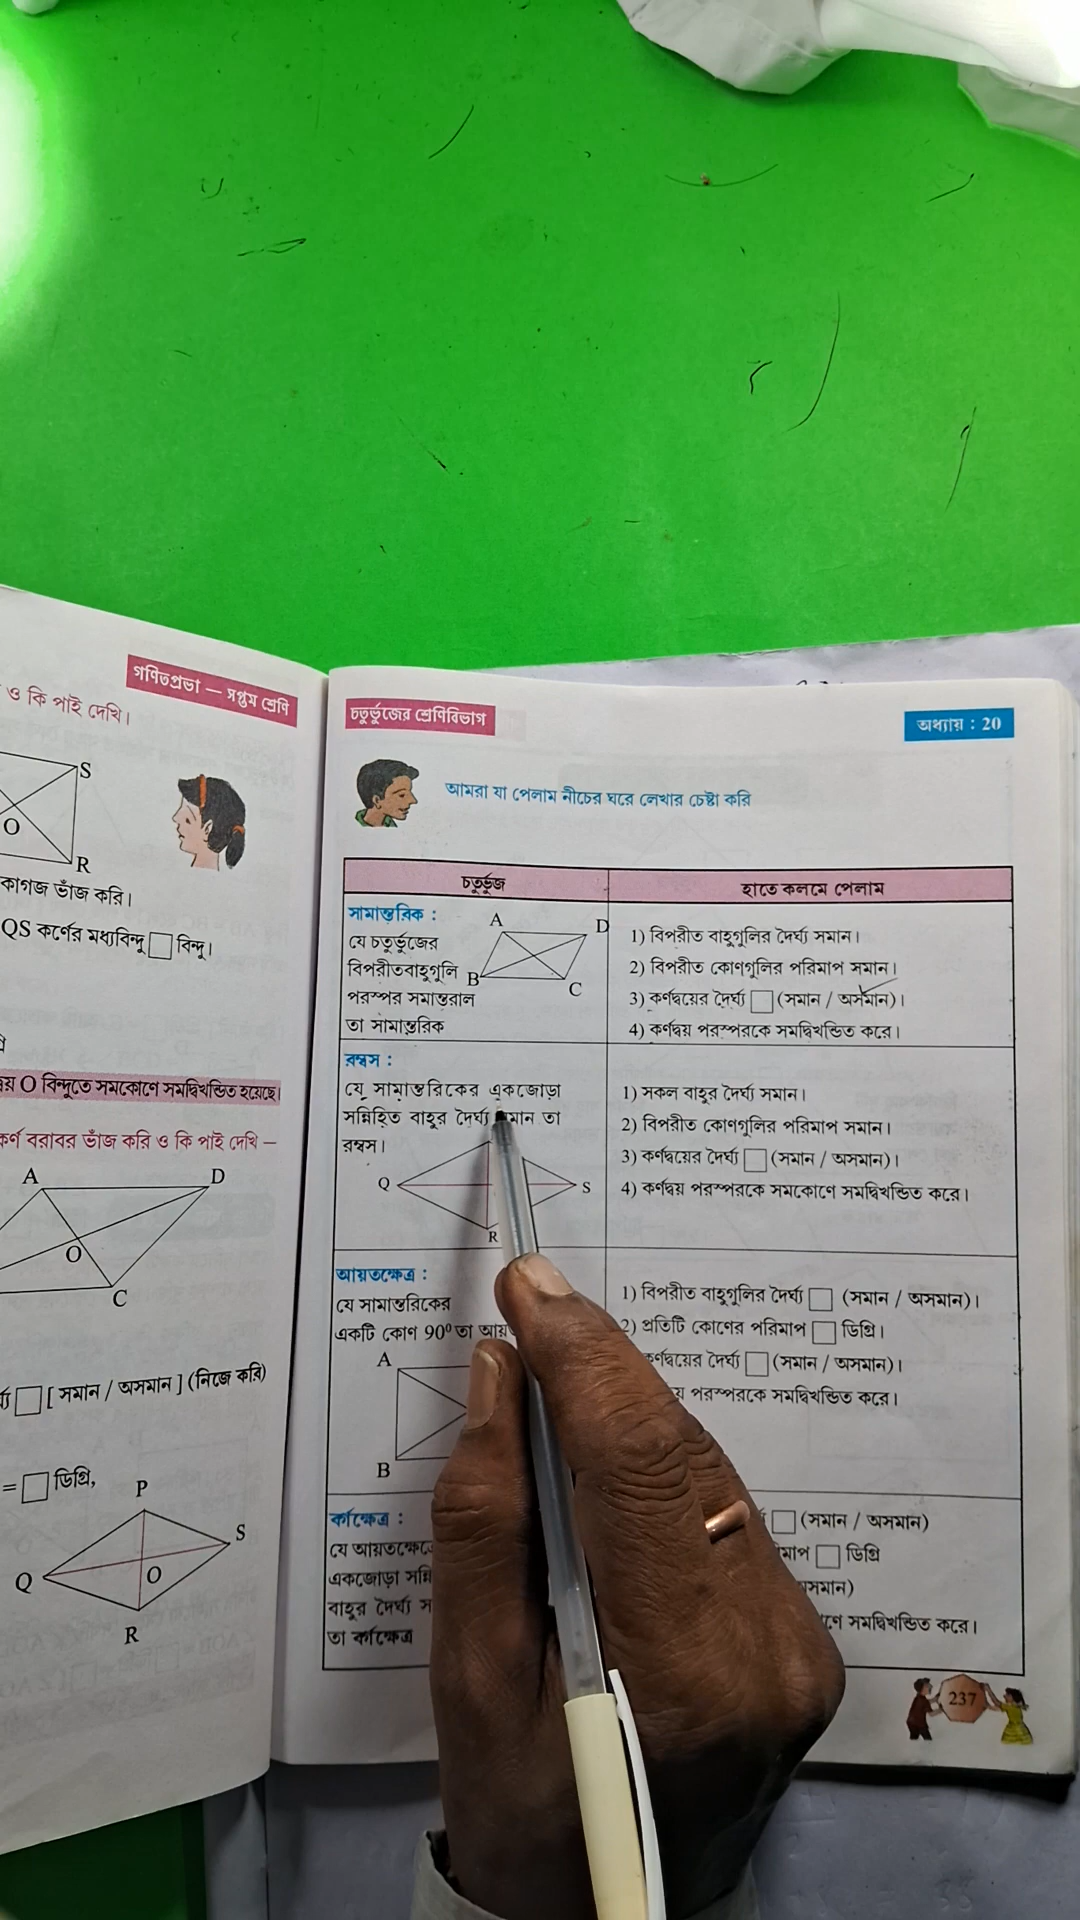 গণিতপ্রভা — সপ্তম শ্রেণি
ও কি পাই দেখি।
S
O
R
কাগজ ভাঁজ করি।
QS কর্ণের মধ্যবিন্দু বিন্দু।
O বিন্দুতে সমকোণে সমদ্বিখণ্ডিত হয়েছে।
কর্ণ বরাবর ভাঁজ করি ও কি পাই দেখি —
A
D
O
C
[ সমান / অসমান ] (নিজে করি)
= ডিগ্রি,
P
S
Q
O
R
চতুর্ভুজের শ্রেণিবিভাগ
অধ্যায় : 20
আমরা যা পেলাম নীচের ঘরে লেখার চেষ্টা করি
চতুর্ভুজ
হাতে কলমে পেলাম
সামান্তরিক :
যে চতুর্ভুজের
বিপরীতবাহুগুলি
পরস্পর সমান্তরাল
তা সামান্তরিক
A
D
B
C
1) বিপরীত বাহুগুলির দৈর্ঘ্য সমান।
2) বিপরীত কোণগুলির পরিমাপ সমান।
3) কর্ণদ্বয়ের দৈর্ঘ্য (সমান / অসমান)।
4) কর্ণদ্বয় পরস্পরকে সমদ্বিখণ্ডিত করে।
রম্বস :
যে সামান্তরিকের একজোড়া
সন্নিহিত বাহুর দৈর্ঘ্য সমান তা
রম্বস।
Q
S
R
1) সকল বাহুর দৈর্ঘ্য সমান।
2) বিপরীত কোণগুলির পরিমাপ সমান।
3) কর্ণদ্বয়ের দৈর্ঘ্য (সমান / অসমান)।
4) কর্ণদ্বয় পরস্পরকে সমকোণে সমদ্বিখণ্ডিত করে।
আয়তক্ষেত্র :
যে সামান্তরিকের
একটি কোণ 90⁰ তা
A
B
1) বিপরীত বাহুগুলির দৈর্ঘ্য (সমান / অসমান)।
2) প্রতিটি কোণের পরিমাপ ডিগ্রি।
কর্ণদ্বয়ের দৈর্ঘ্য (সমান / অসমান)।
পরস্পরকে সমদ্বিখণ্ডিত করে।
বর্গক্ষেত্র :
যে
একজোড়া
বাহুর দৈর্ঘ্য
তা বর্গক্ষেত্র
(সমান / অসমান)
ডিগ্রি
সমদ্বিখণ্ডিত করে।
237